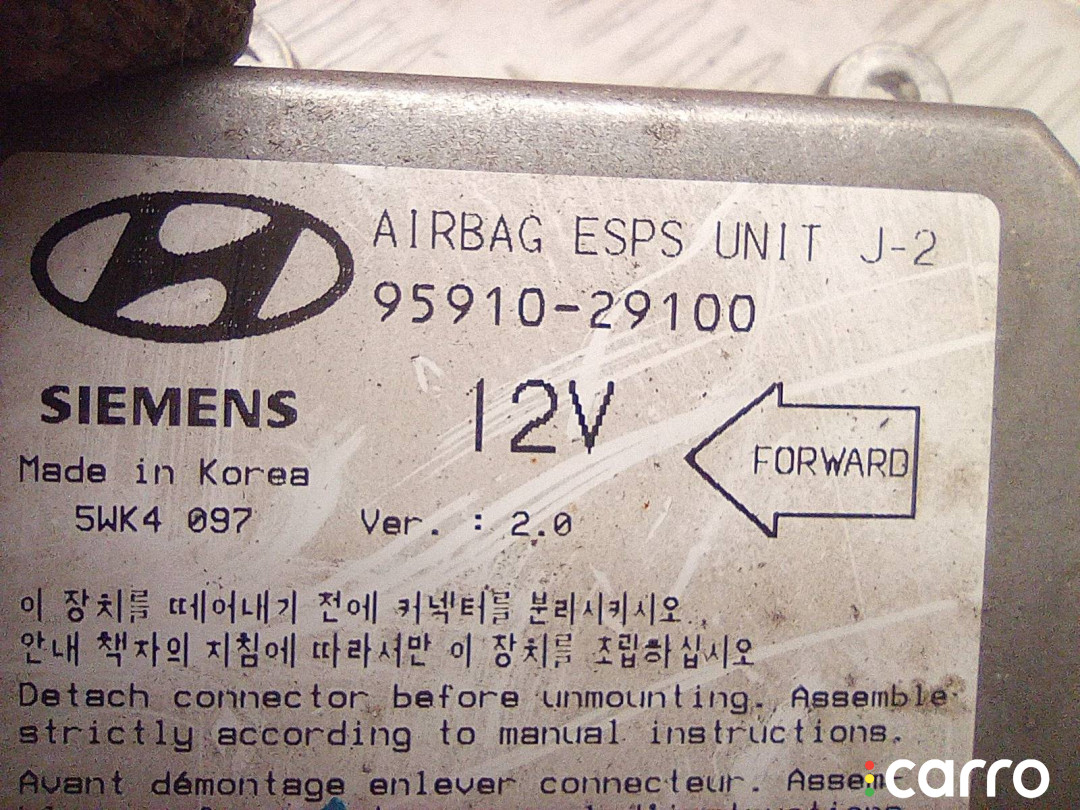 AIRBAG ESPS UNIT J-2
95910-29100
SIEMENS
12V
FORWARD
Made in Korea
5WK4 097
Ver. : 2.0
이 장치를 떼어내기 전에 커넥터를 분리시키시오
안내 책자의 지침에 따라서만 이 장치를 조립하십시오
Detach connector before unmounting. Assemble
strictly according to manual instructions.
Avant démontage enlever connecteur.
carro